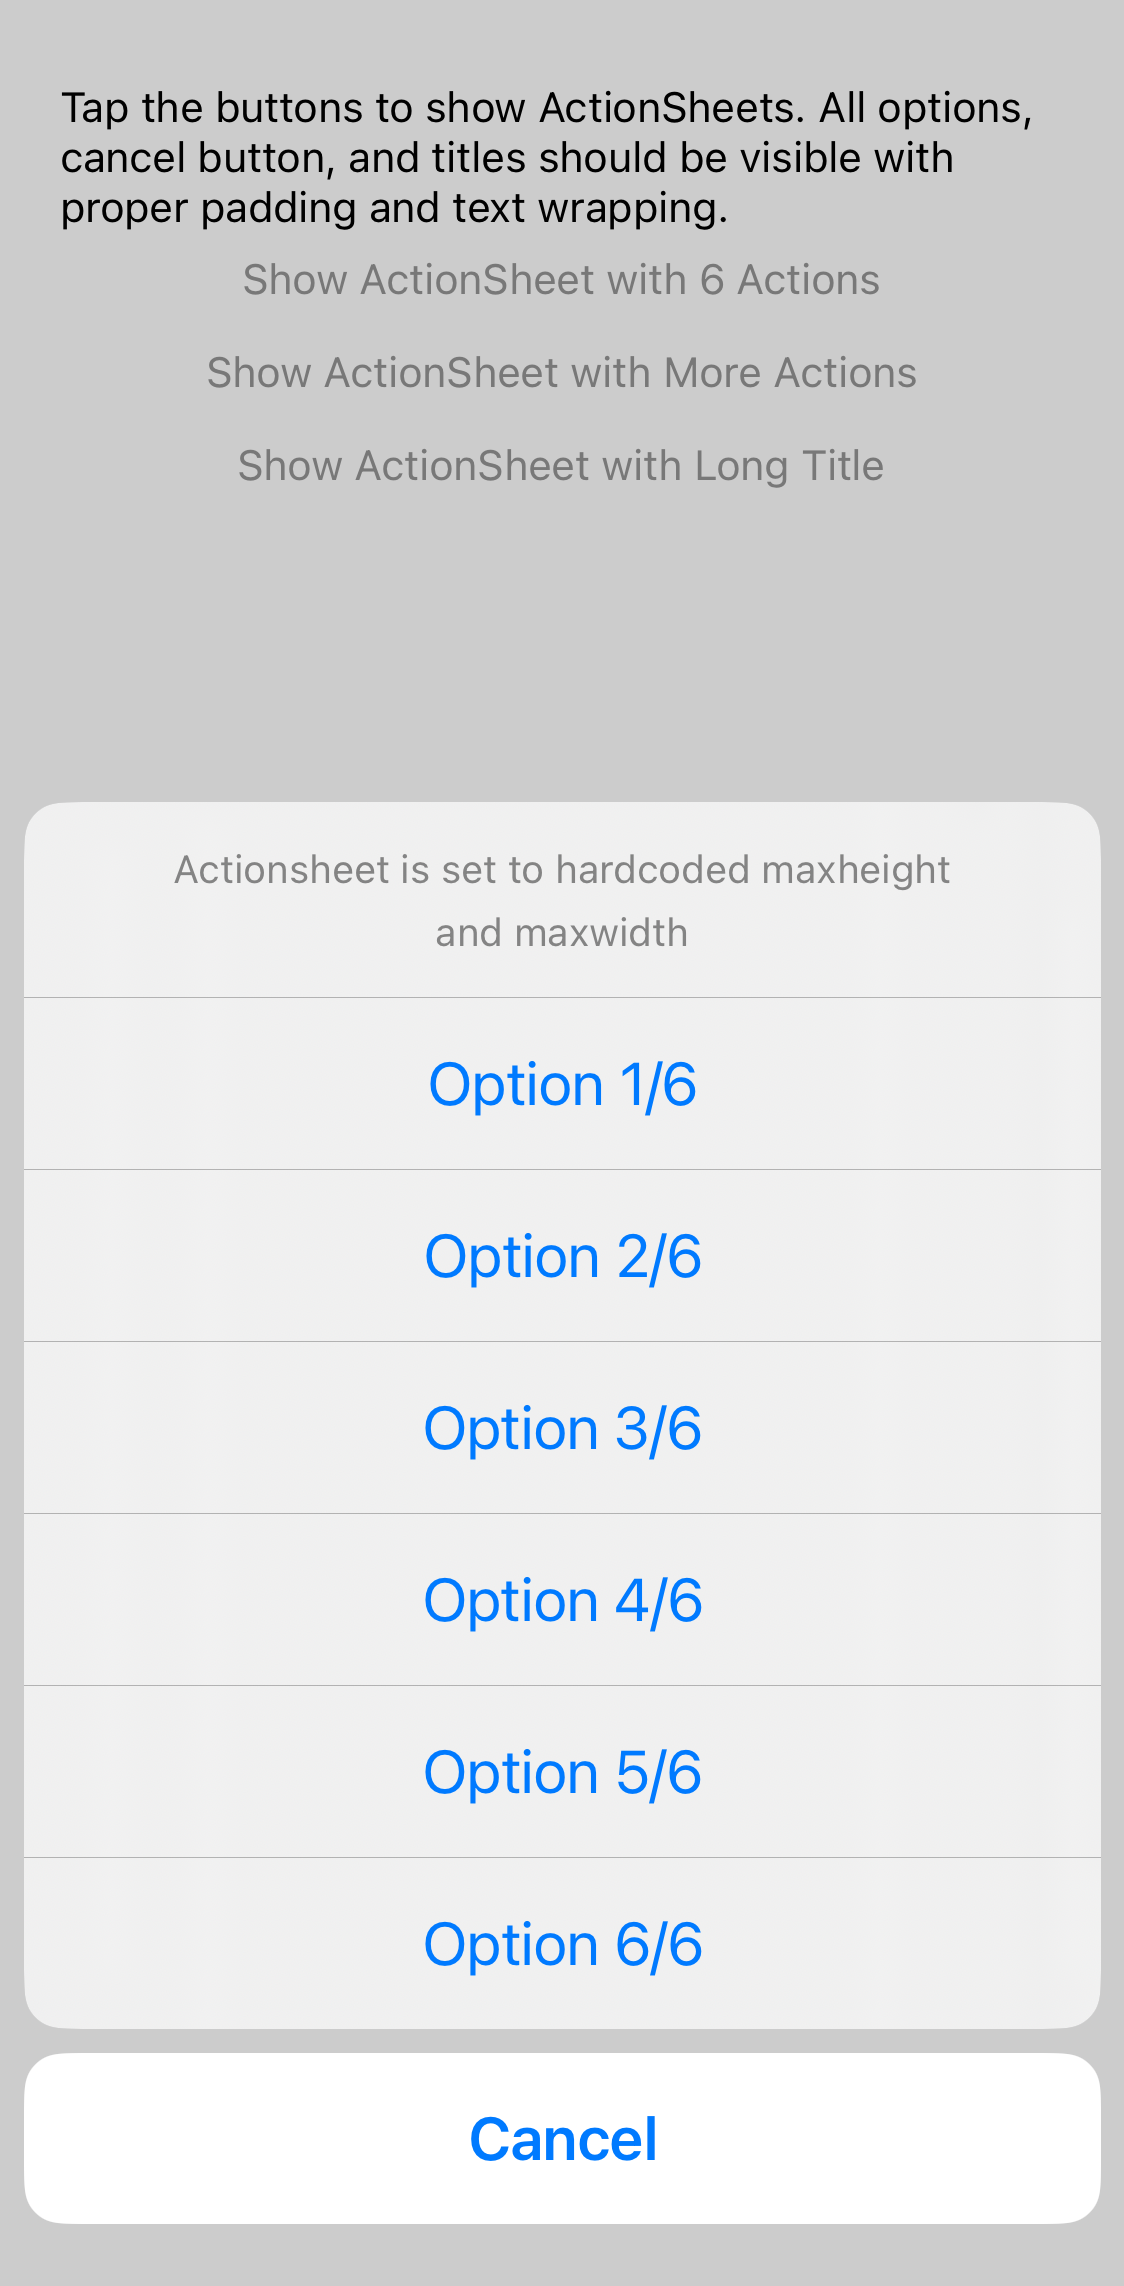 Tap the buttons to show ActionSheets. All options,
cancel button, and titles should be visible with
proper padding and text wrapping.
Show ActionSheet with 6 Actions
Show ActionSheet with More Actions
Show ActionSheet with Long Title
Actionsheet is set to hardcoded maxheight
and maxwidth
Option 1/6
Option 2/6
Option 3/6
Option 4/6
Option 5/6
Option 6/6
Cancel